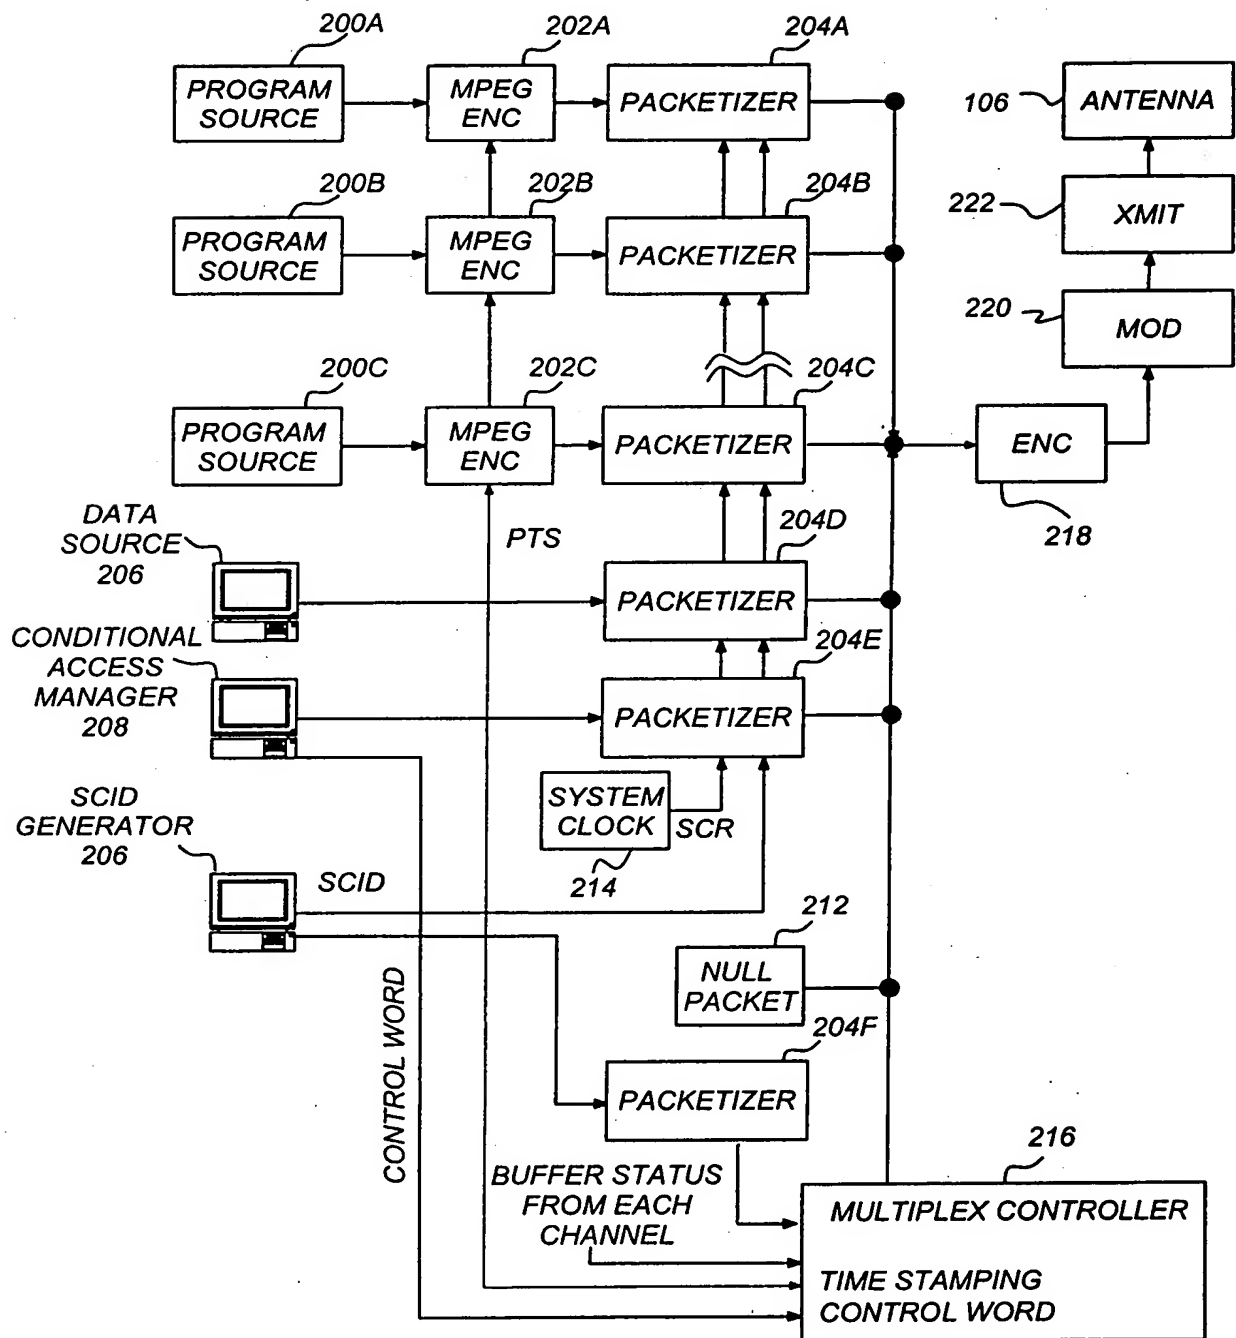 200A
202A
204A
PROGRAM
SOURCE
MPEG
ENC
PACKETIZER
106
ANTENNA
200B
202B
204B
PROGRAM
SOURCE
MPEG
ENC
PACKETIZER
222
XMIT
220
MOD
200C
202C
204C
PROGRAM
SOURCE
MPEG
ENC
PACKETIZER
ENC
218
DATA
SOURCE
206
PTS
204D
PACKETIZER
CONDITIONAL
ACCESS
MANAGER
208
204E
PACKETIZER
SYSTEM
CLOCK
SCR
214
SCID
GENERATOR
206
SCID
212
NULL
PACKET
CONTROL WORD
204F
PACKETIZER
216
BUFFER STATUS
FROM EACH
CHANNEL
MULTIPLEX CONTROLLER
TIME STAMPING
CONTROL WORD